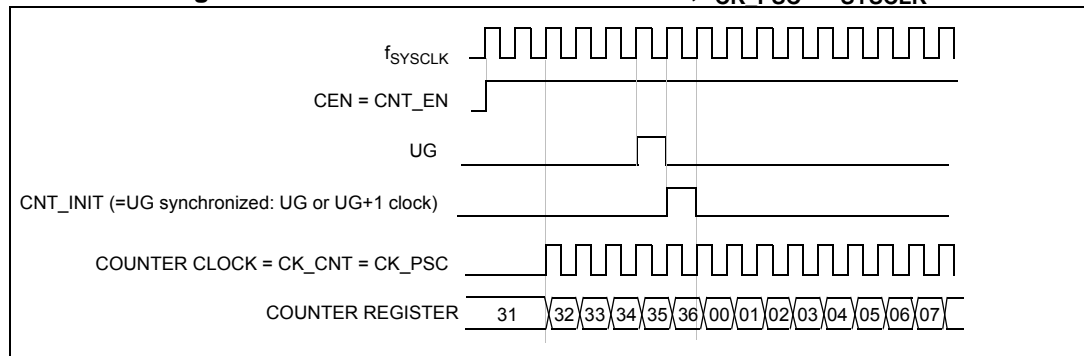 fSYSCLK
CEN = CNT_EN
UG
CNT_INIT (=UG synchronized: UG or UG+1 clock)
COUNTER CLOCK = CK_CNT = CK_PSC
COUNTER REGISTER 31 32 33 34 35 36 00 01 02 03 04 05 06 07